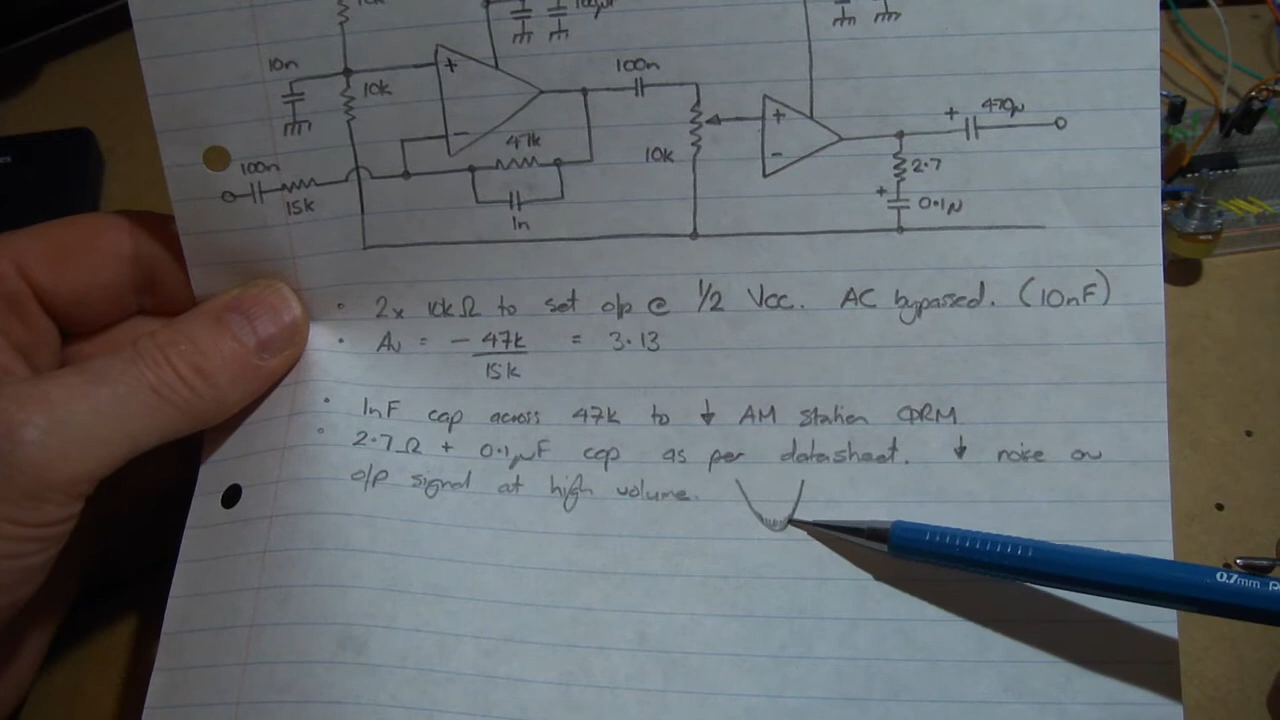 10k
100µF
10n
10k
+
-
100n
15k
47k
1n
100n
10k
+
-
+ 470µ
2.7
+ 0.1µ
• 2x 10kΩ to set o/p @ 1/2 Vcc. AC bypassed. (10nF)
• Av = - 47k = 3.13
15k
• 1nF cap across 47k to ↓ AM Station QRM
• 2.7Ω + 0.1µF cap as per datasheet. ↓ noise on
o/p signal at high volume.
0.7mm P